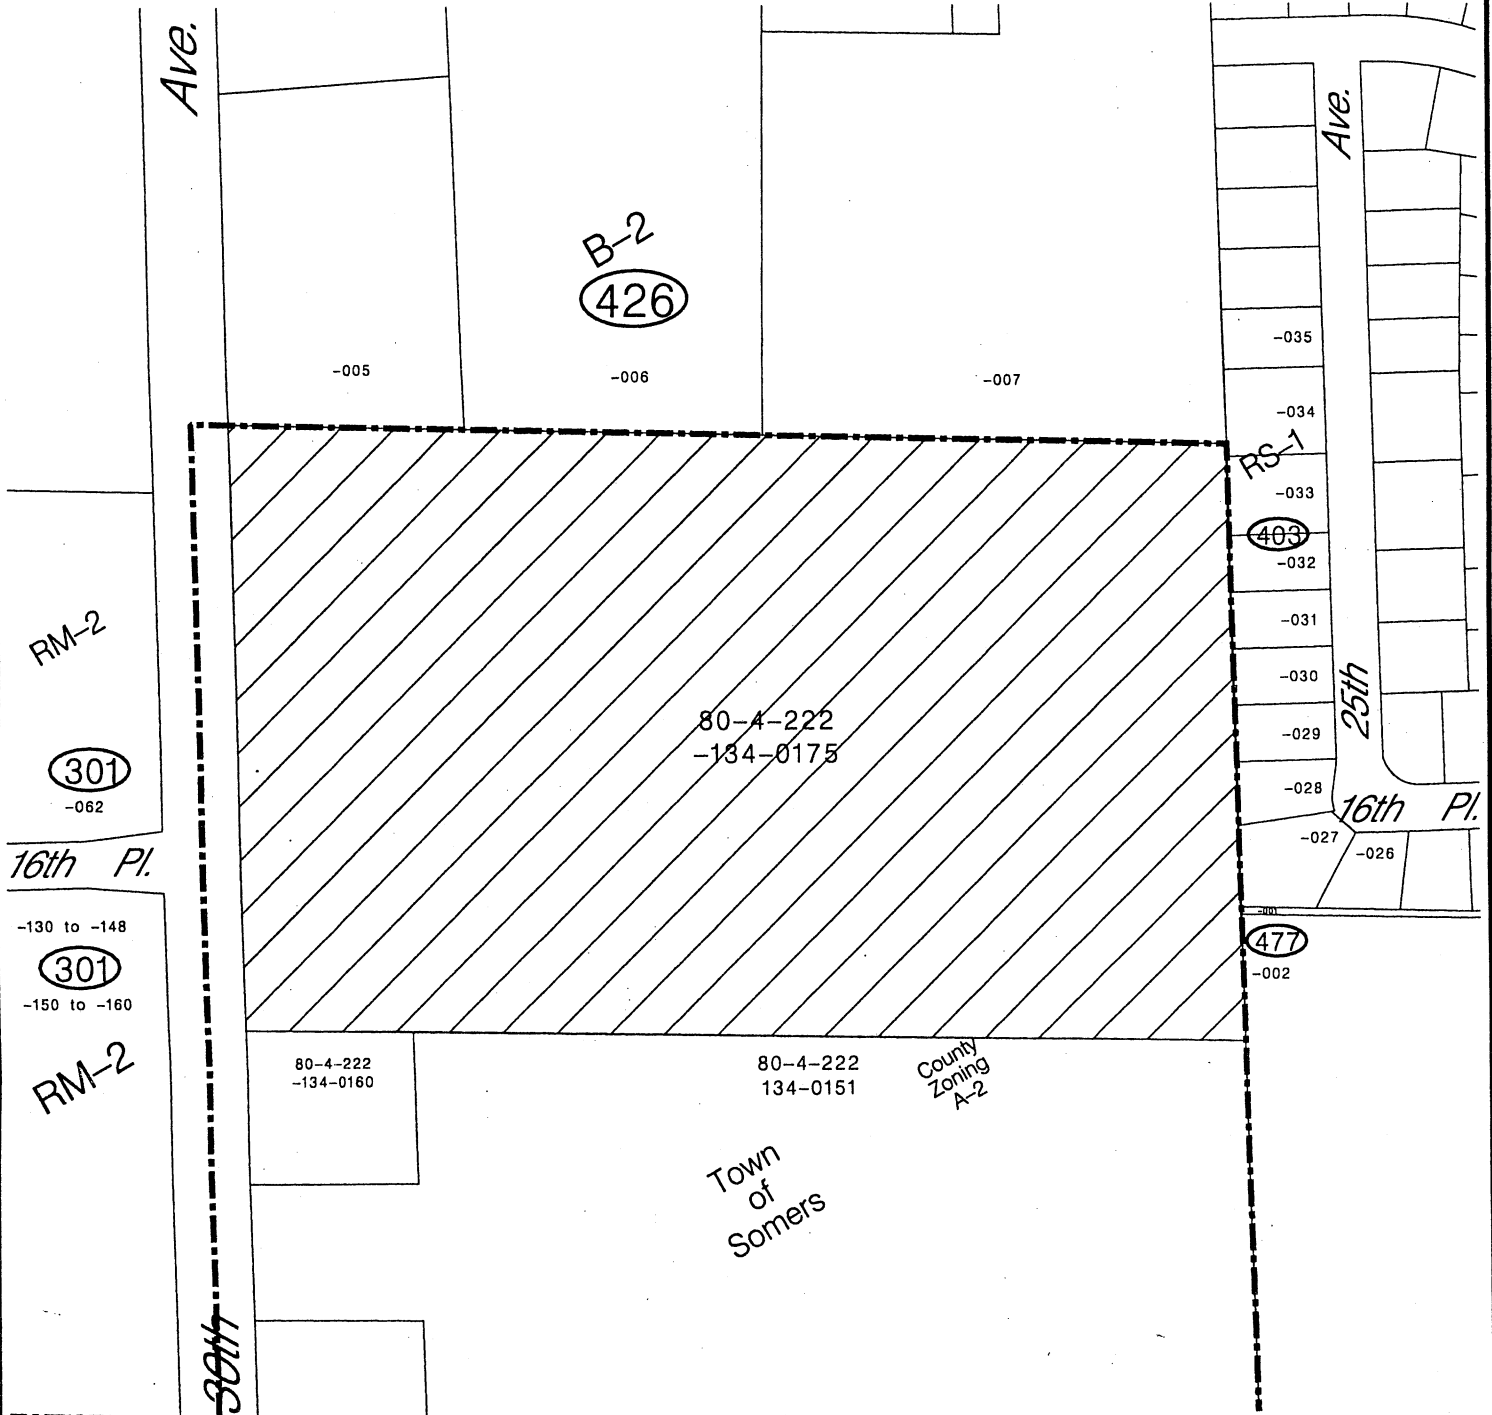 Ave.
Ave.
B–2
426
-005
-006
-007
-035
-034
RS–1
-033
403
-032
-031
RM–2
-030
25th
80–4–222
–134–0175
-029
301
-062
-028
16th Pl.
-027
-026
16th Pl.
-001
-130 to -148
477
301
-002
-150 to -160
RM–2
80–4–222
–134–0160
80–4–222
134–0151
County
Zoning
A–2
Town
of
Somers
30th